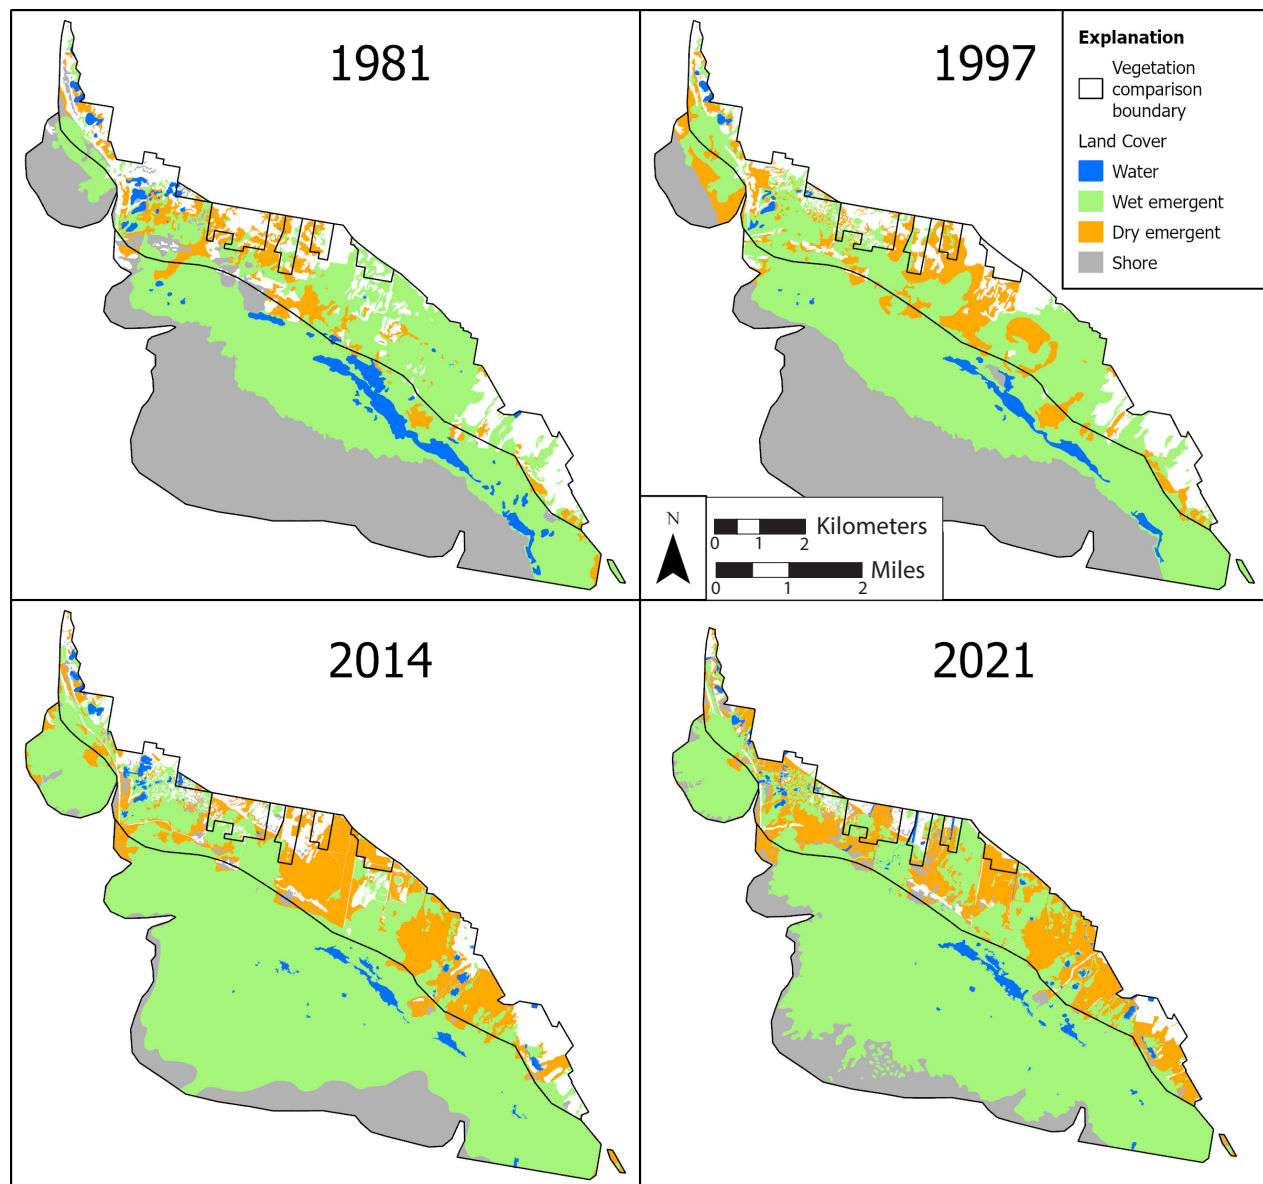 1981
1997
Explanation
Vegetation
comparison
boundary
Land Cover
Water
Wet emergent
Dry emergent
Shore
N
Kilometers
0 1 2
Miles
0 1 2
2014
2021